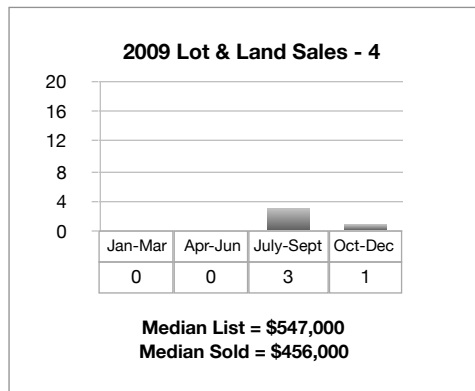 2009 Lot & Land Sales - 4
20
16
12
8
4
0
Jan-Mar Apr-Jun July-Sept Oct-Dec
0 0 3 1
Median List = $547,000
Median Sold = $456,000